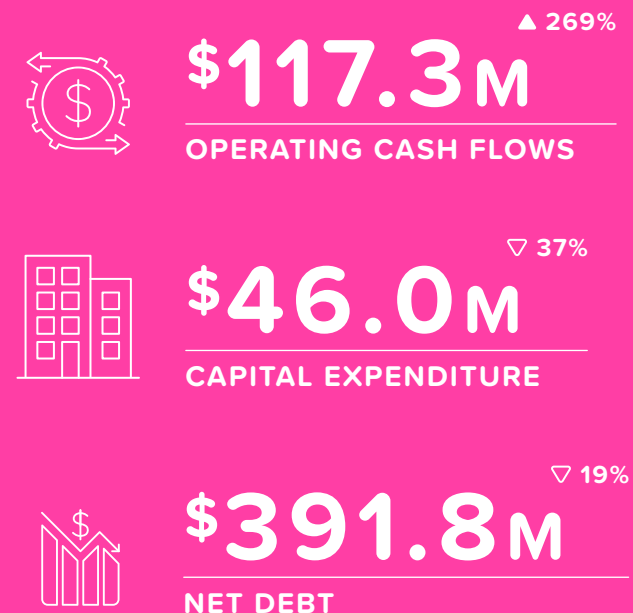 ▲ 269%
$117.3M
OPERATING CASH FLOWS
▽ 37%
$46.0M
CAPITAL EXPENDITURE
▽ 19%
$391.8M
NET DEBT